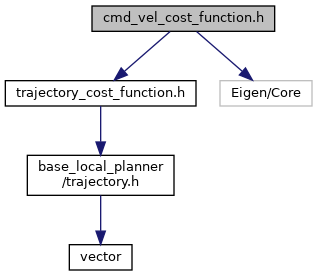 cmd_vel_cost_function.h
trajectory_cost_function.h
Eigen/Core
base_local_planner
/trajectory.h
vector